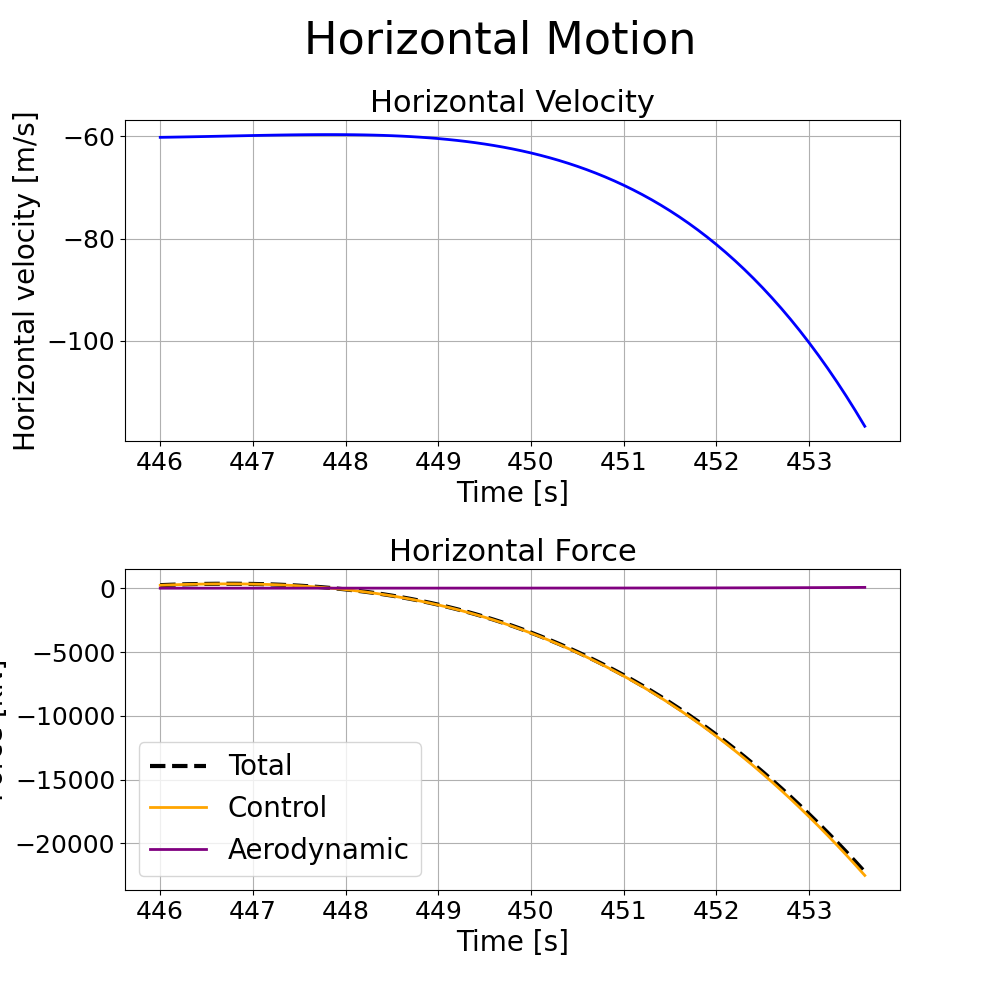 Horizontal Motion
Horizontal Velocity
Horizontal velocity [m/s]
−60
−80
−100
446 447 448 449 450 451 452 453
Time [s]
Horizontal Force
0
−5000
−10000
−15000
−20000
Total
Control
Aerodynamic
446 447 448 449 450 451 452 453
Time [s]